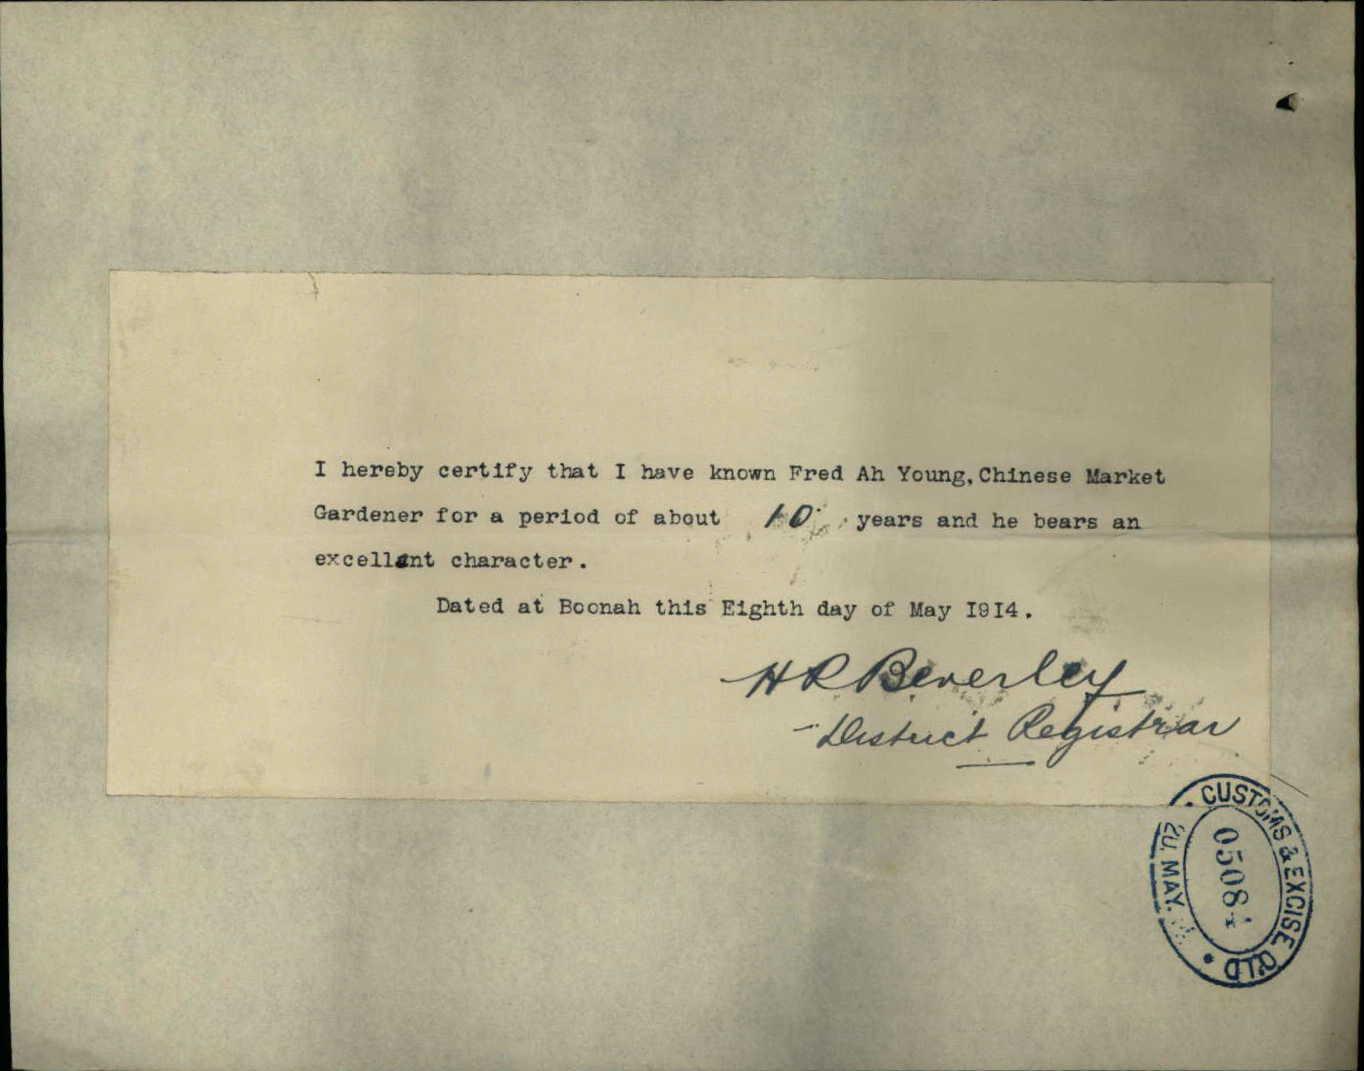 I hereby certify that I have known Fred Ah Young, Chinese Market
Gardener for a period of about 10 years and he bears an
excellent character.
Dated at Boonah this Eighth day of May I9I4.
H R Beverley
District Registrar
CUSTOMS & EXCISE QLD
05084
MAY.